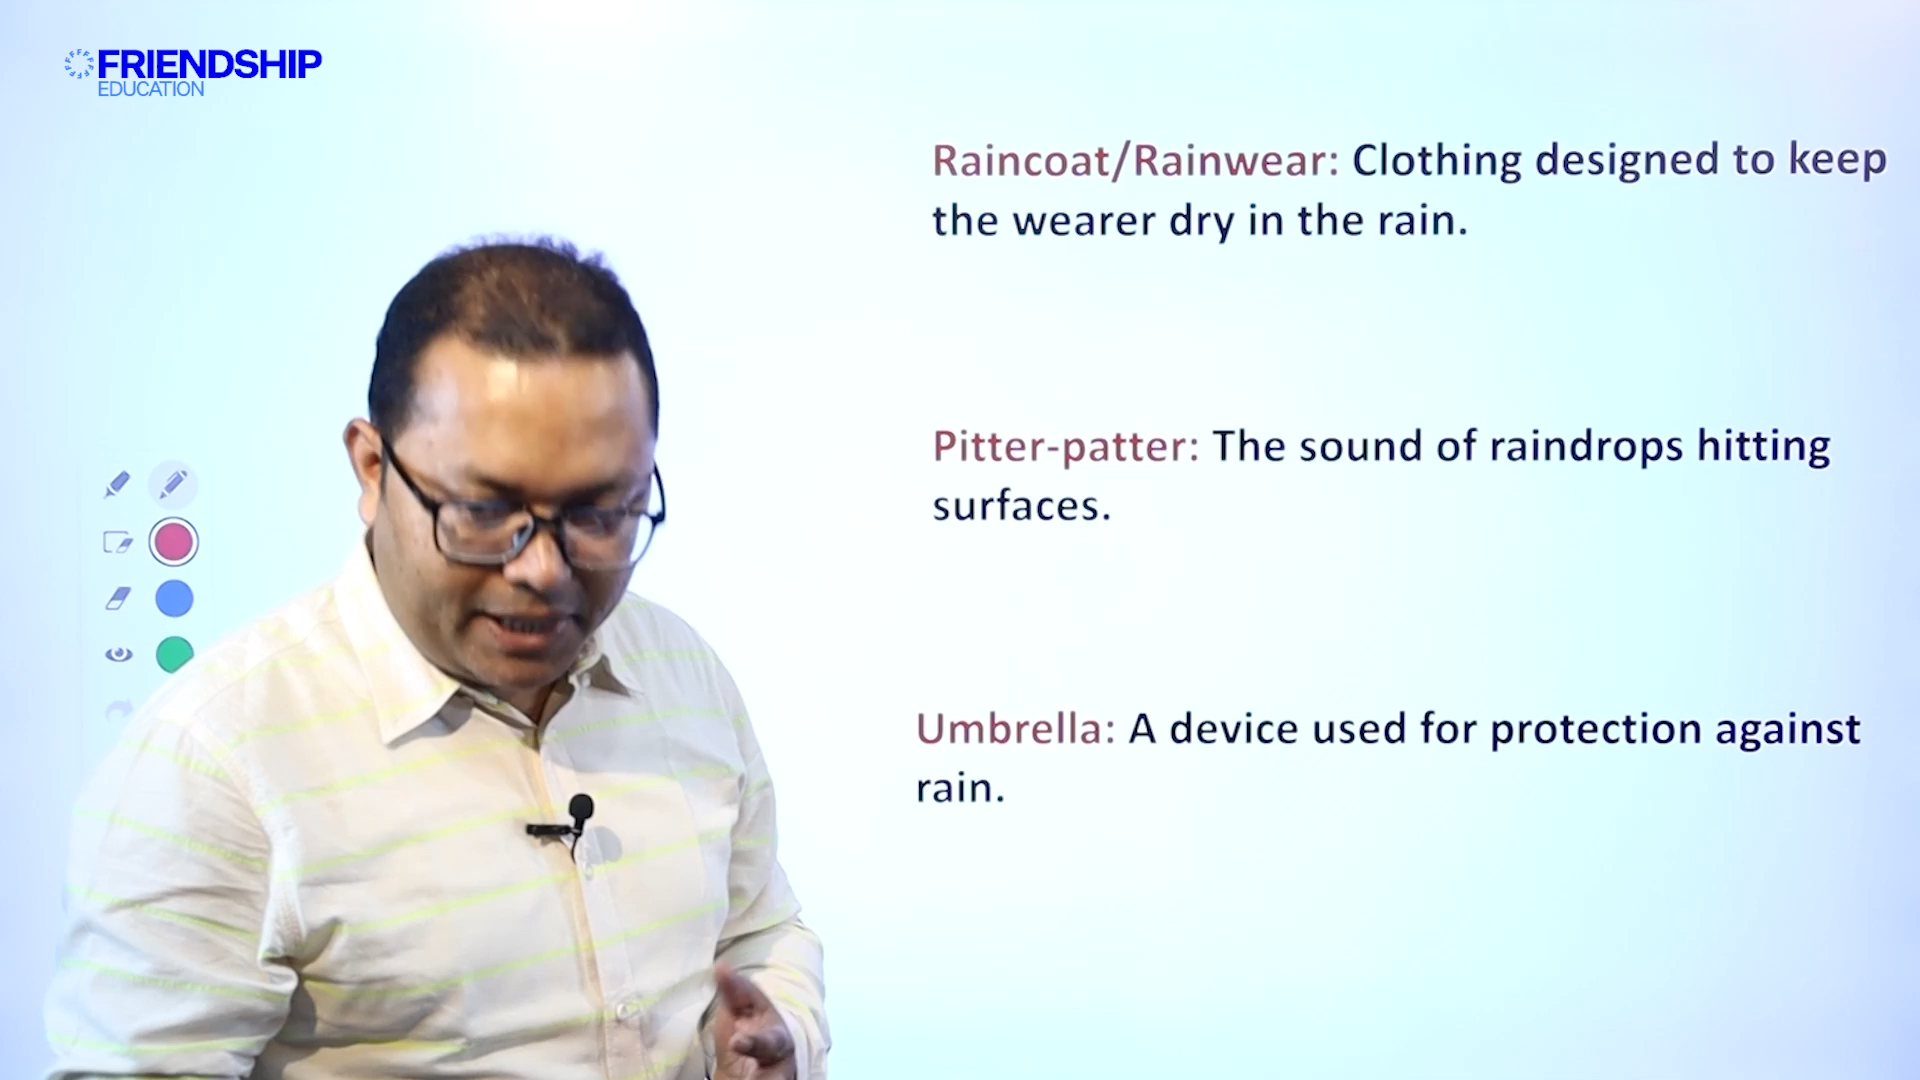 FRIENDSHIP
EDUCATION
Raincoat/Rainwear: Clothing designed to keep
the wearer dry in the rain.
Pitter-patter: The sound of raindrops hitting
surfaces.
Umbrella: A device used for protection against
rain.